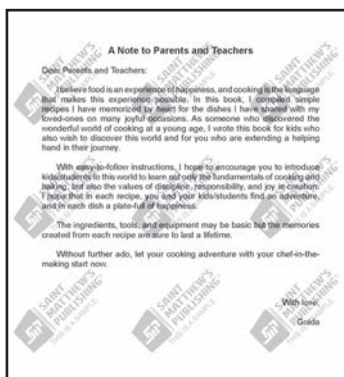 A Note to Parents and Teachers
Dear Parents and Teachers:
I believe food is an experience of happiness, and cooking is the language
that makes this experience possible. In this book, I compiled simple
recipes I have memorized by heart for the dishes I have shared with my
loved-ones on many joyful occasions. As someone who discovered the
wonderful world of cooking at a young age, I wrote this book for kids who
also wish to discover this world and for you who are extending a helping
hand in their journey.
With easy-to-follow instructions, I hope to encourage you to introduce
kids/students to this world to learn not only the fundamentals of cooking and
baking, but also the values of discipline, responsibility, and joy in creation.
I hope that in each recipe, you and your kids/students find an adventure,
and in each dish a plate-full of happiness.
The ingredients, tools, and equipment may be basic but the memories
created from each recipe are sure to last a lifetime.
Without further ado, let your cooking adventure with your chef-in-the-
making start now.
With love,
Golda
SAINT MATTHEW'S PUBLISHING
THIS IS A SAMPLE